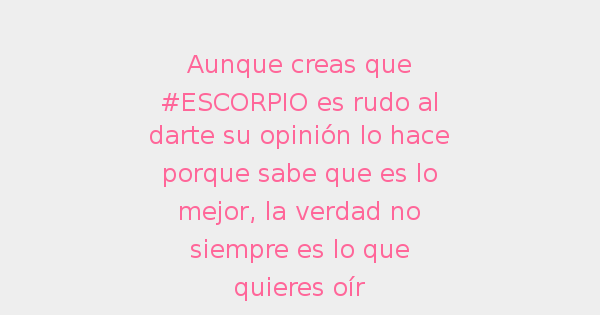 Aunque creas que
#ESCORPIO es rudo al
darte su opinión lo hace
porque sabe que es lo
mejor, la verdad no
siempre es lo que
quieres oír